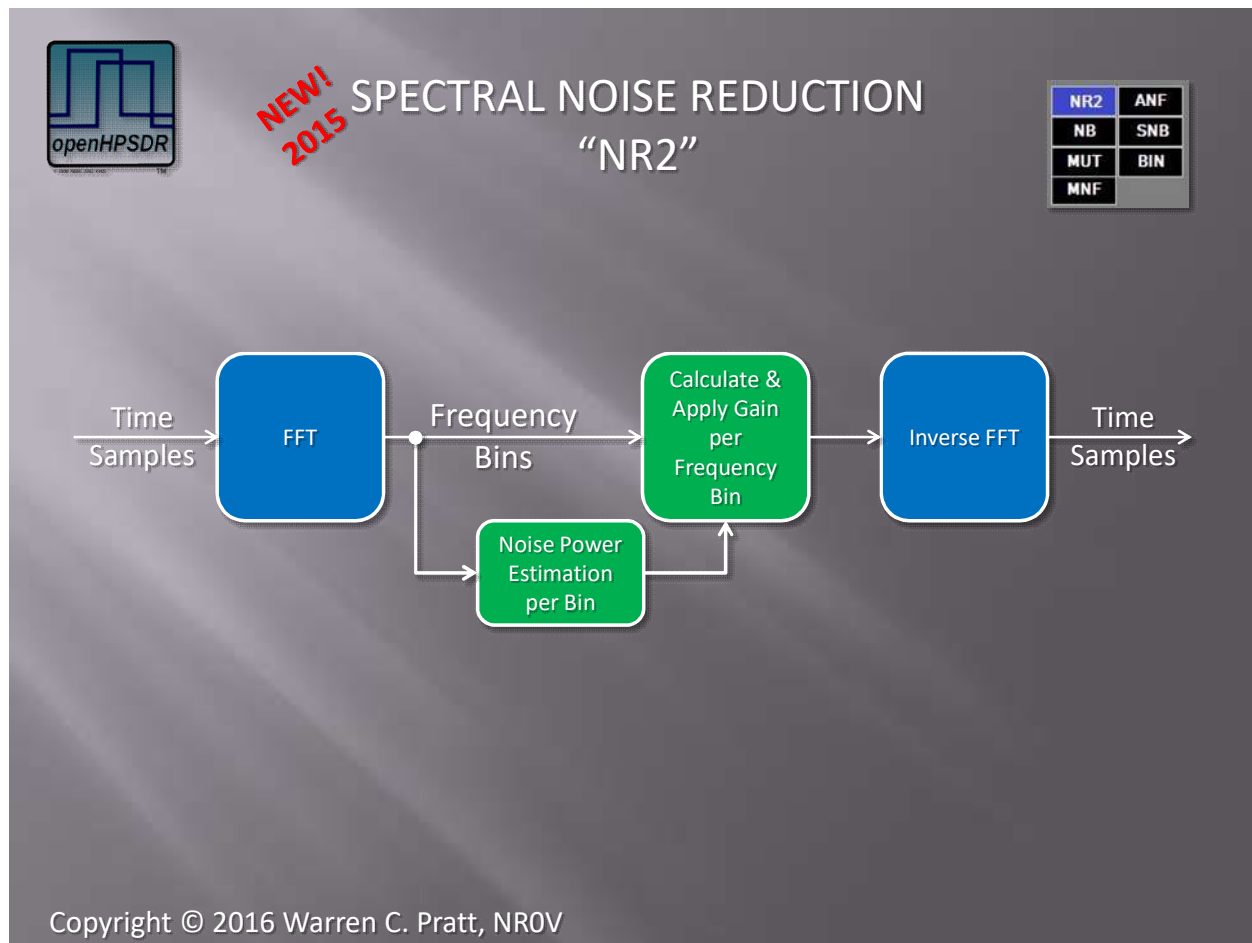 openHPSDR
TM
NEW!
2015
SPECTRAL NOISE REDUCTION
“NR2”
NR2 ANF
NB SNB
MUT BIN
MNF
Time
Samples
FFT
Frequency
Bins
Calculate &
Apply Gain
per
Frequency
Bin
Inverse FFT
Time
Samples
Noise Power
Estimation
per Bin
Copyright © 2016 Warren C. Pratt, NR0V